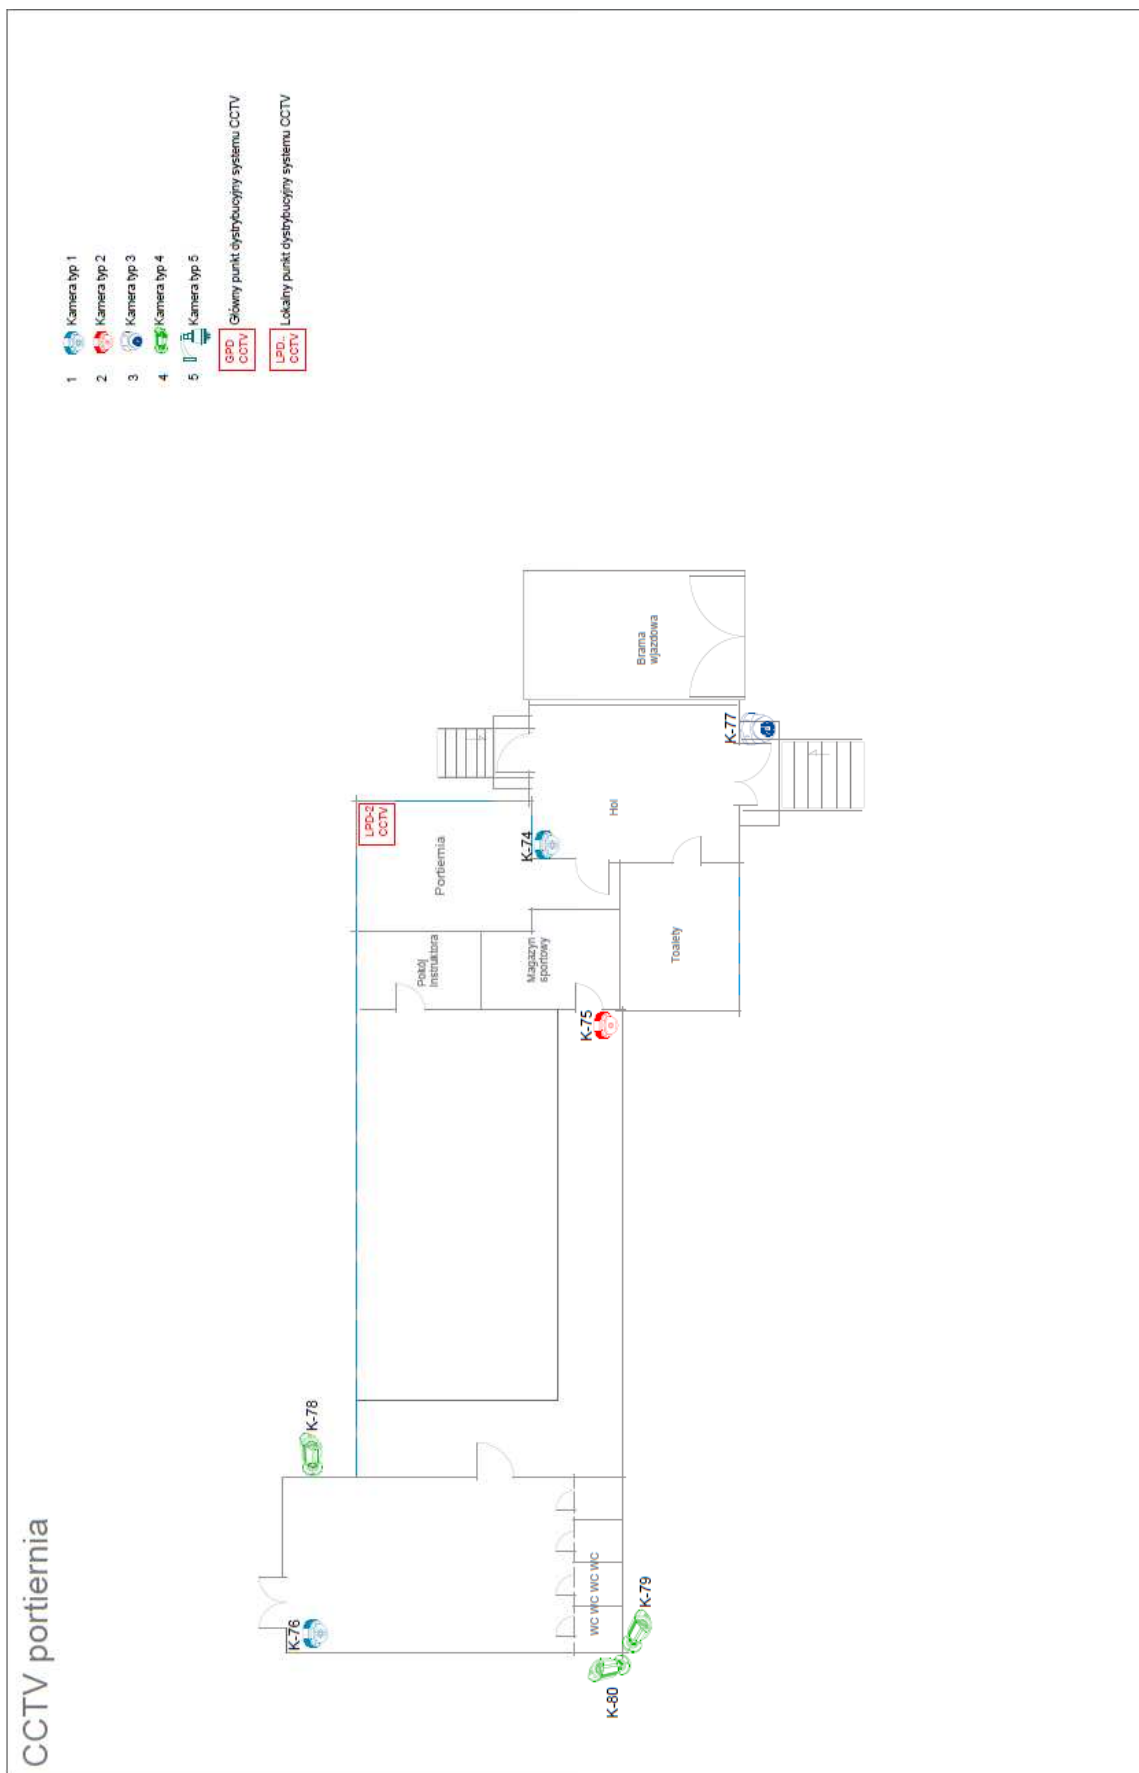 CCTV portiernia
1 Kamera typ 1
2 Kamera typ 2
3 Kamera typ 3
4 Kamera typ 4
5 Kamera typ 5
GPD
CCTV
Główny punkt dystrybucyjny systemu CCTV
LPD..
CCTV
Lokalny punkt dystrybucyjny systemu CCTV
K-76
K-78
LPD-2
CCTV
Portiernia
Pokój
Instruktora
Magazyn
sportowy
K-74
K-75
Hol
Toalety
Brama
wjazdowa
K-77
WC WC WC WC
K-79
K-80